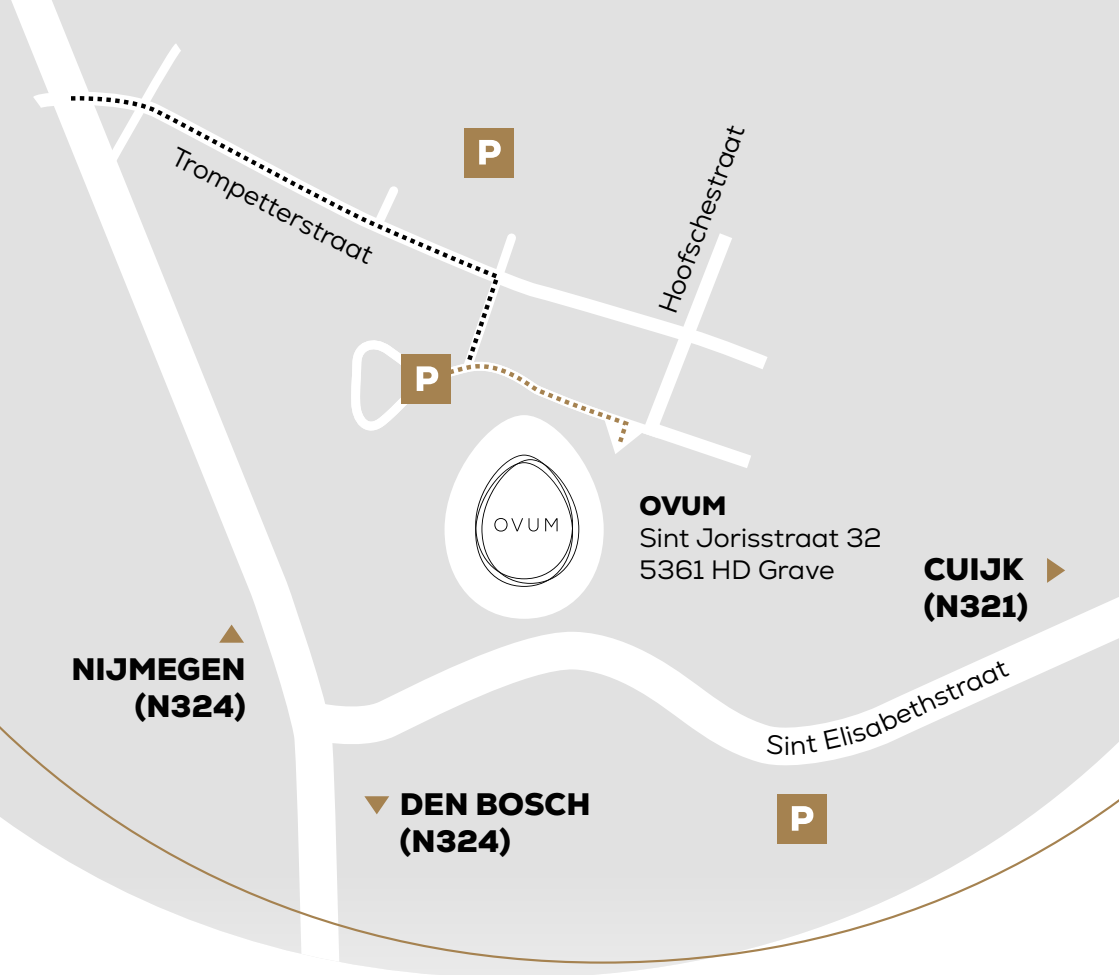 P
Trompetterstraat
Hoofschestraat
P
OVUM
OVUM
Sint Jorisstraat 32
5361 HD Grave
CUIJK
(N321)
NIJMEGEN
(N324)
Sint Elisabethstraat
DEN BOSCH
(N324)
P